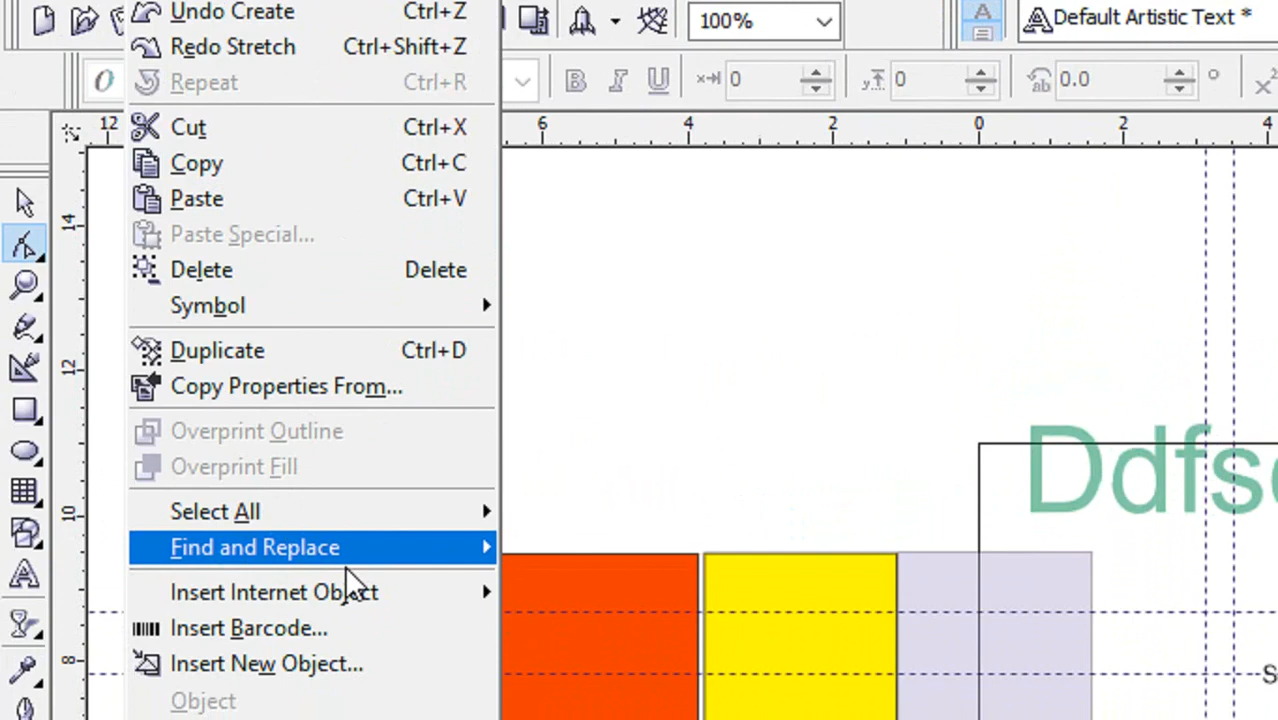 Undo Create Ctrl+Z
100%
Default Artistic Text *
Redo Stretch Ctrl+Shift+Z
Repeat Ctrl+R
O
B I U
0
0
ab 0.0 °
x²
12 6 4 2 0 2 4
Cut Ctrl+X
Copy Ctrl+C
Paste Ctrl+V
14
Paste Special...
Delete Delete
Symbol
Duplicate Ctrl+D
12
Copy Properties From...
Overprint Outline
Overprint Fill
Ddfs
Select All
10
Find and Replace
Insert Internet Object
Insert Barcode...
8
Insert New Object...
S
Object